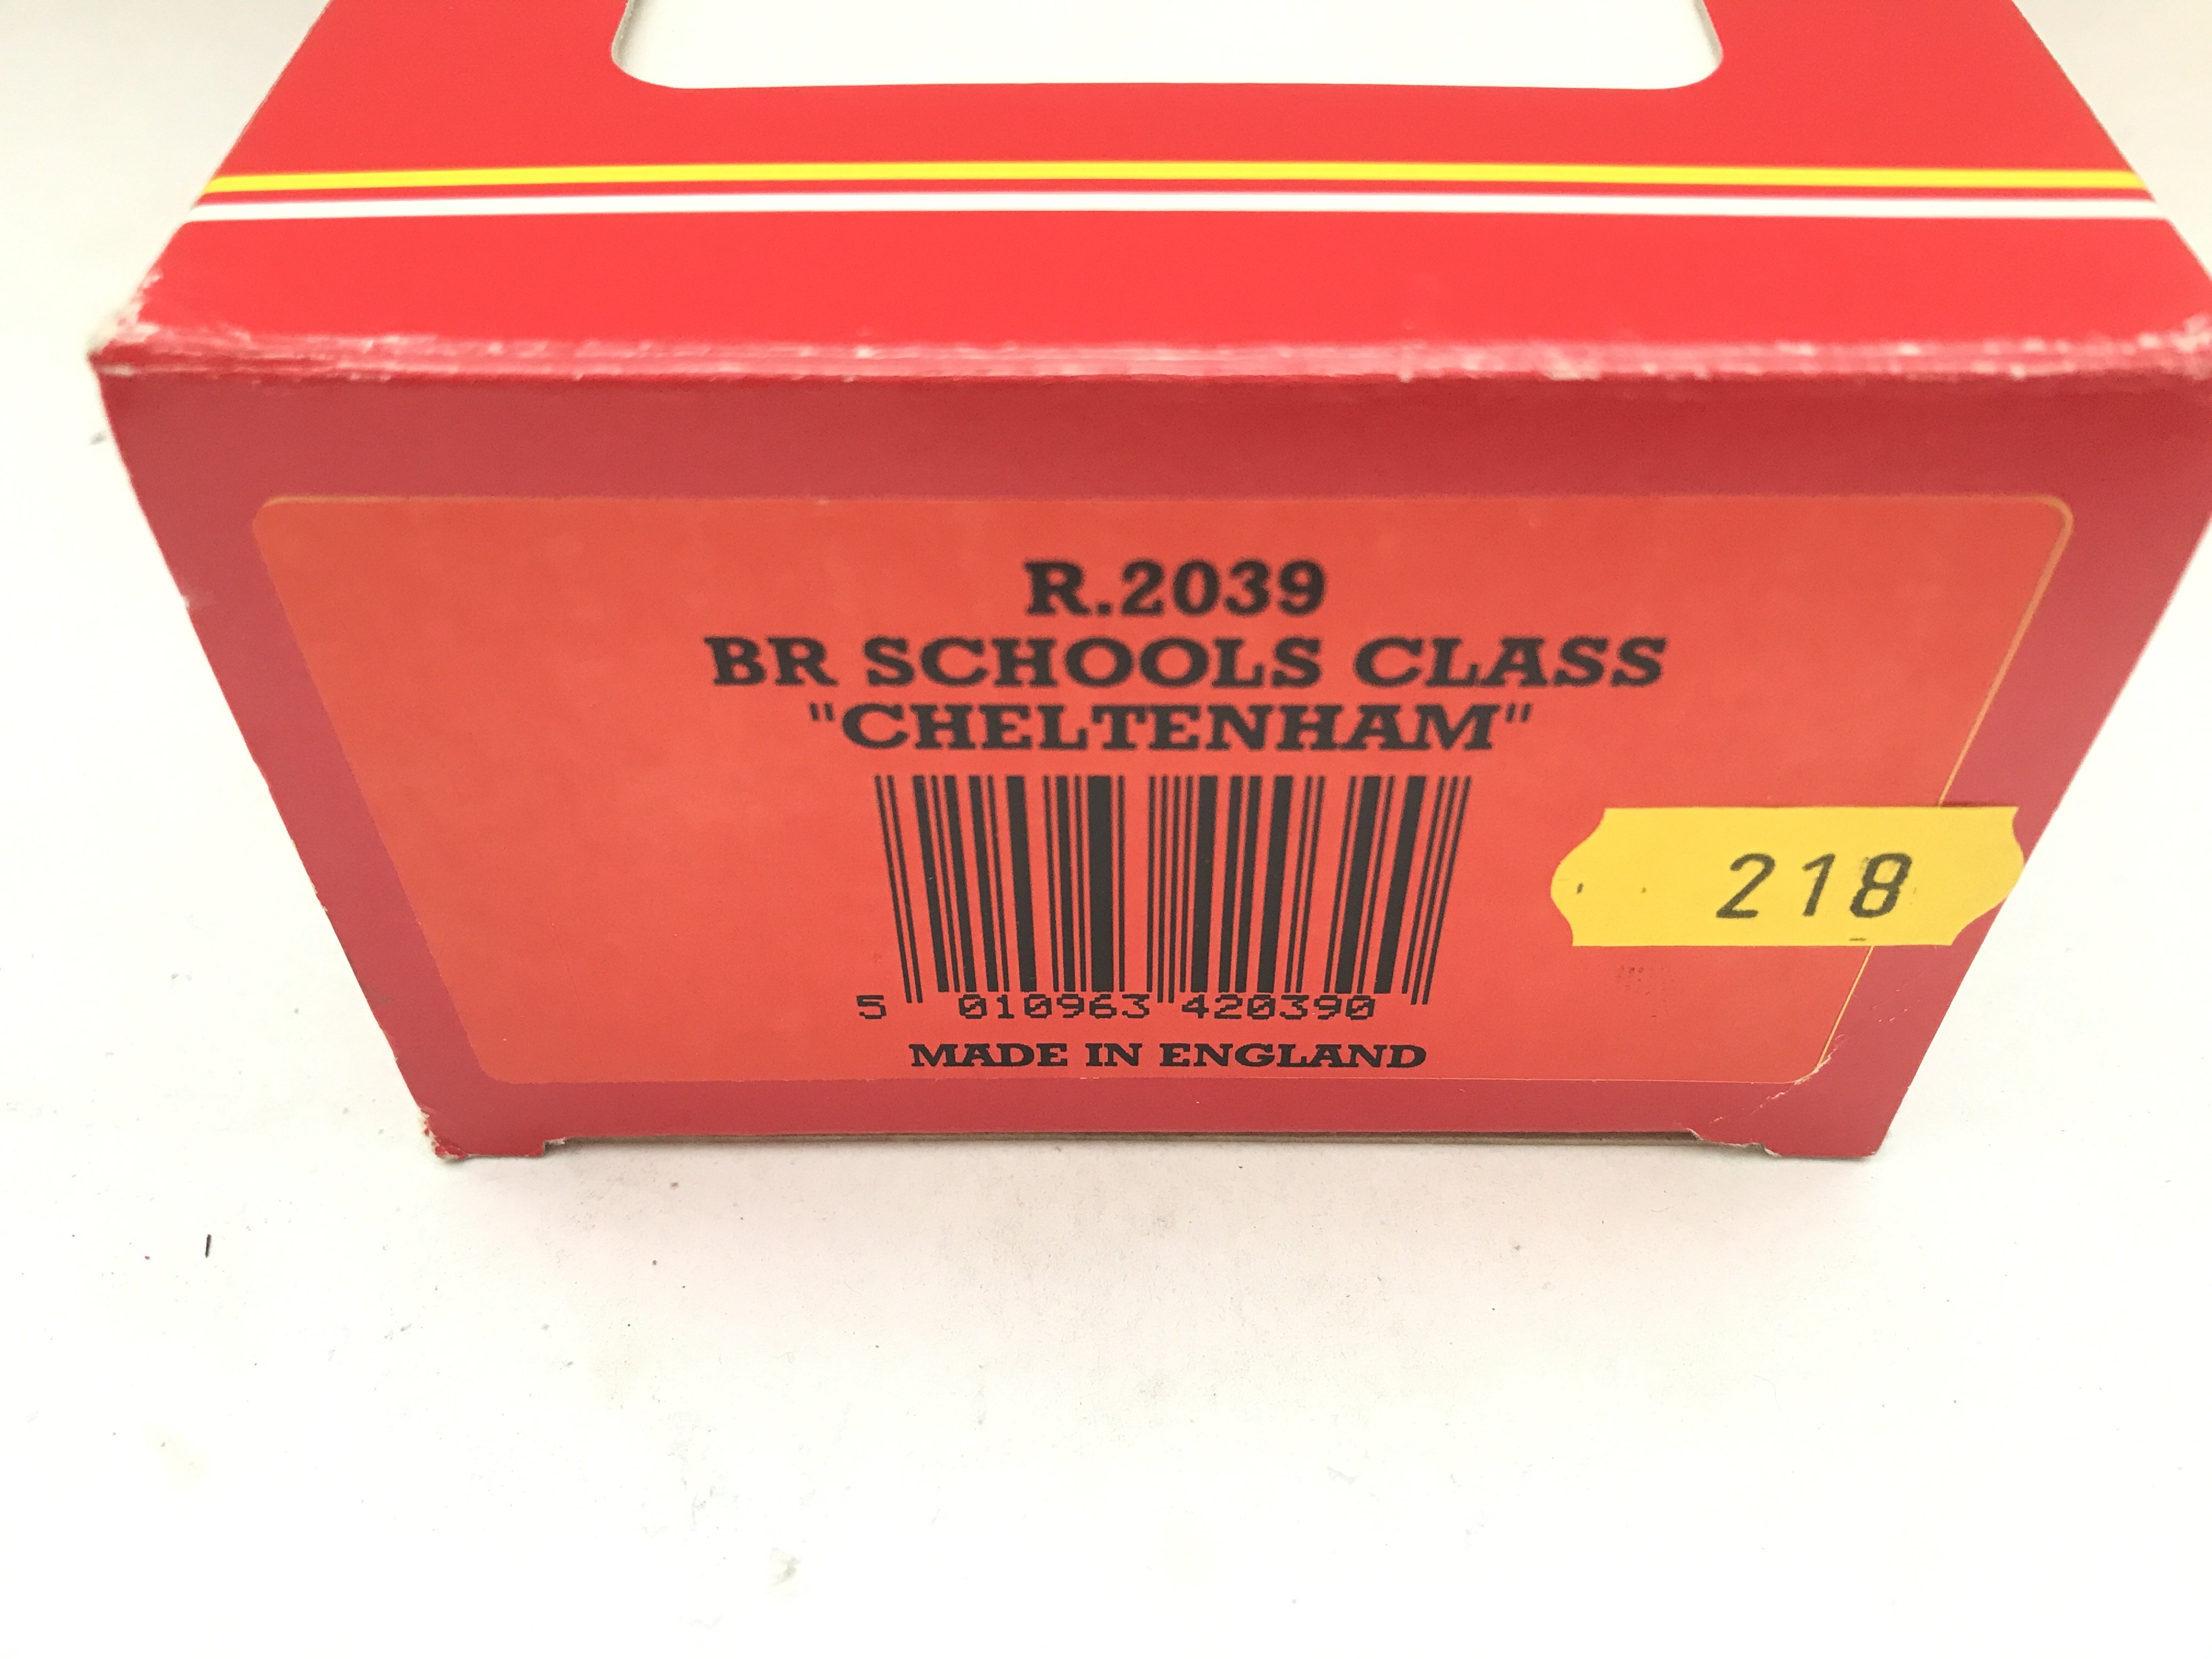 R.2039
BR SCHOOLS CLASS
"CHELTENHAM"
5 010963 420390
MADE IN ENGLAND
218